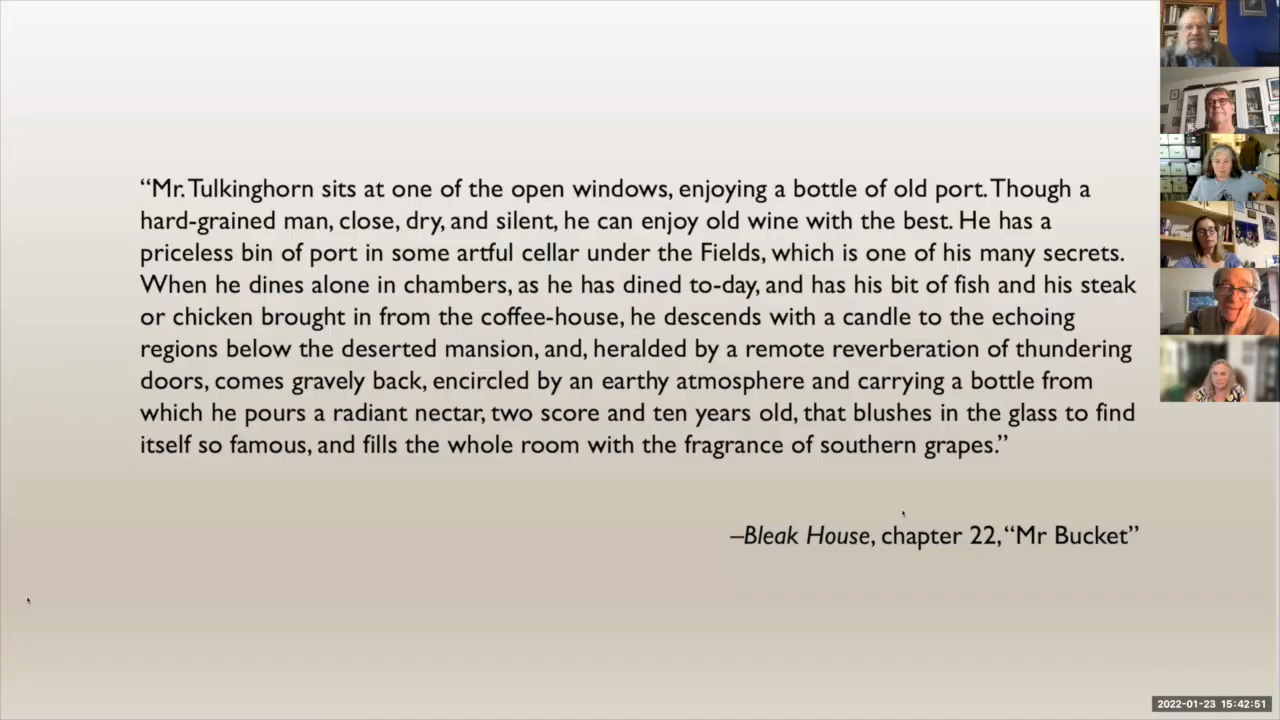 “Mr. Tulkinghorn sits at one of the open windows, enjoying a bottle of old port. Though a
hard-grained man, close, dry, and silent, he can enjoy old wine with the best. He has a
priceless bin of port in some artful cellar under the Fields, which is one of his many secrets.
When he dines alone in chambers, as he has dined to-day, and has his bit of fish and his steak
or chicken brought in from the coffee-house, he descends with a candle to the echoing
regions below the deserted mansion, and, heralded by a remote reverberation of thundering
doors, comes gravely back, encircled by an earthy atmosphere and carrying a bottle from
which he pours a radiant nectar, two score and ten years old, that blushes in the glass to find
itself so famous, and fills the whole room with the fragrance of southern grapes.”
–Bleak House, chapter 22, “Mr Bucket”
2022-01-23 15:42:51